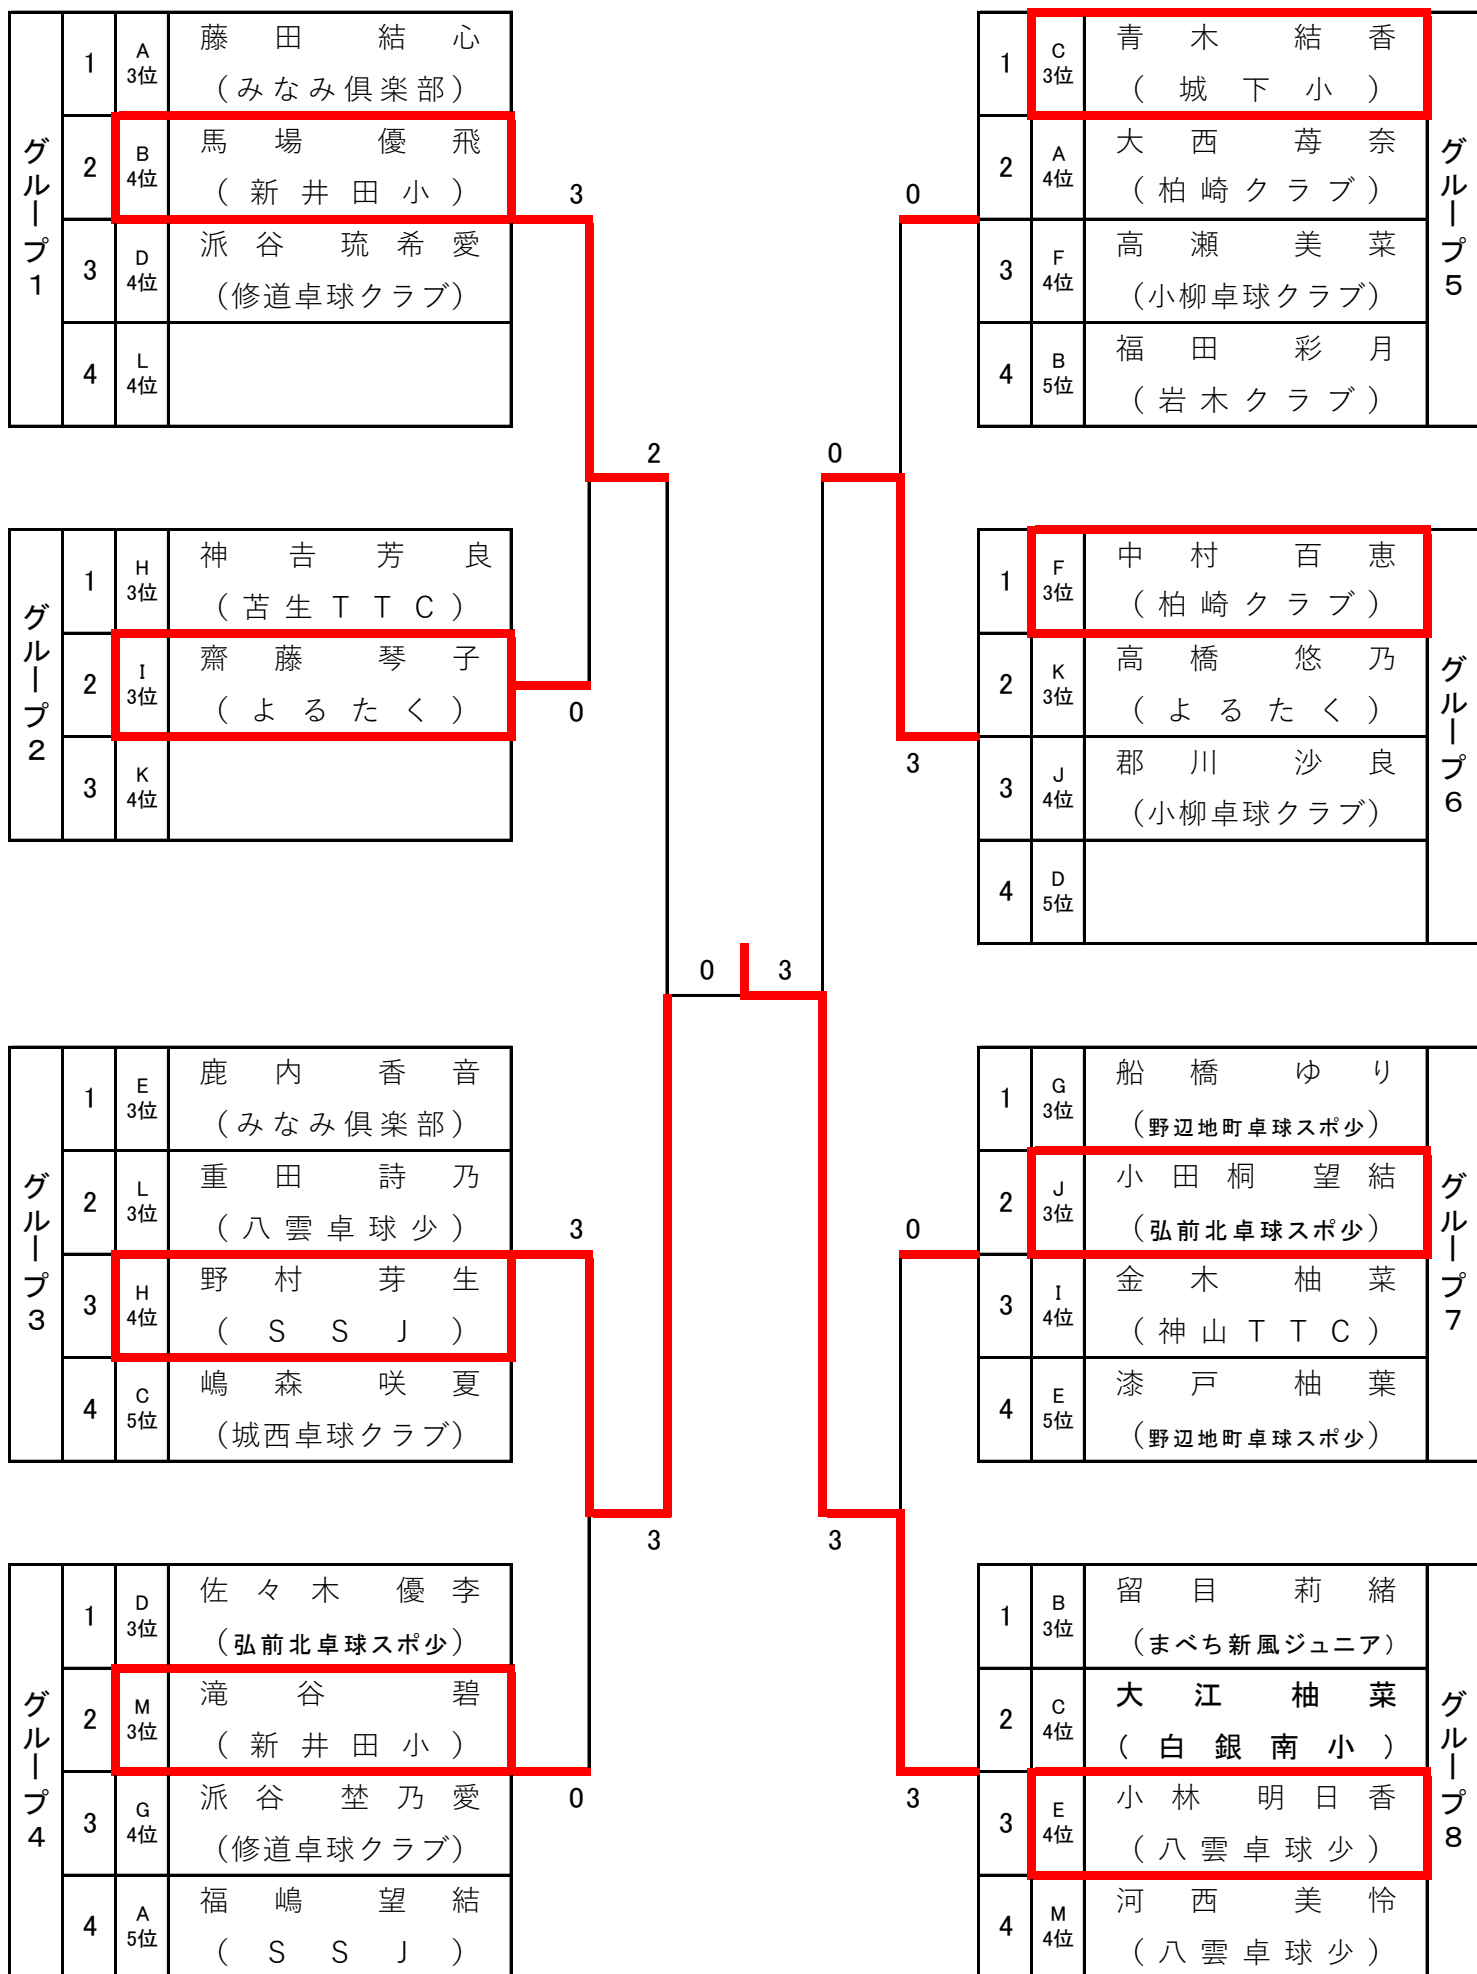 グループ1
1 A 3位 藤田 結心
(みなみ倶楽部)
2 B 4位 馬場 優飛
(新井田小)
3 D 4位 派谷 琉希愛
(修道卓球クラブ)
4 L 4位
グループ2
1 H 3位 神𠮷 芳良
(苫生TTC)
2 I 3位 齋藤 琴子
(よるたく)
3 K 4位
グループ3
1 E 3位 鹿内 香音
(みなみ倶楽部)
2 L 3位 重田 詩乃
(八雲卓球少)
3 H 4位 野村 芽生
(SSJ)
4 C 5位 嶋森 咲夏
(城西卓球クラブ)
グループ4
1 D 3位 佐々木 優李
(弘前北卓球スポ少)
2 M 3位 滝谷 碧
(新井田小)
3 G 4位 派谷 埜乃愛
(修道卓球クラブ)
4 A 5位 福嶋 望結
(SSJ)
3
0
2
3
0
3
0 3
0
3
0
0
3
3
グループ5
1 C 3位 青木 結香
(城下小)
2 A 4位 大西 苺奈
(柏崎クラブ)
3 F 4位 高瀬 美菜
(小柳卓球クラブ)
4 B 5位 福田 彩月
(岩木クラブ)
グループ6
1 F 3位 中村 百恵
(柏崎クラブ)
2 K 3位 高橋 悠乃
(よるたく)
3 J 4位 郡川 沙良
(小柳卓球クラブ)
4 D 5位
グループ7
1 G 3位 船橋 ゆり
(野辺地町卓球スポ少)
2 J 3位 小田桐 望結
(弘前北卓球スポ少)
3 I 4位 金木 柚菜
(神山TTC)
4 E 5位 漆戸 柚葉
(野辺地町卓球スポ少)
グループ8
1 B 3位 留目 莉緒
(まべち新風ジュニア)
2 C 4位 大江 柚菜
(白銀南小)
3 E 4位 小林 明日香
(八雲卓球少)
4 M 4位 河西 美怜
(八雲卓球少)